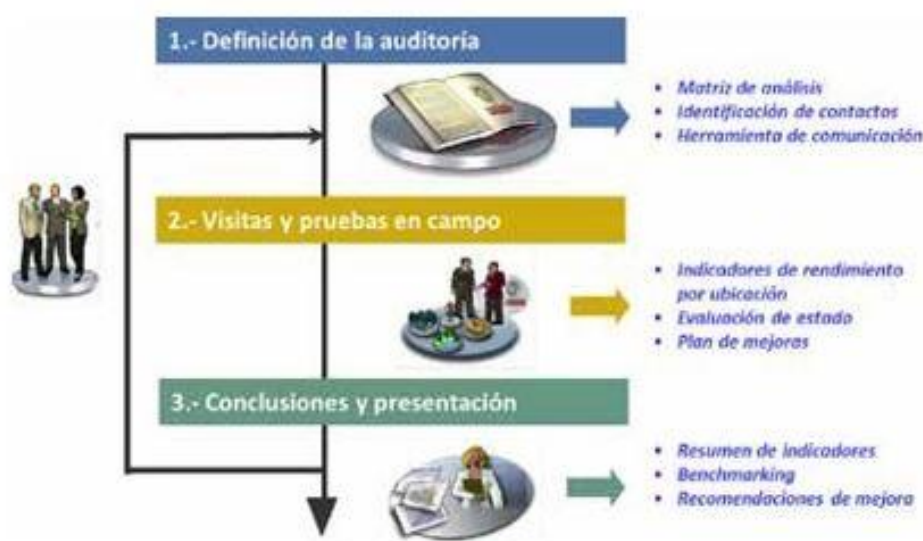 1.- Definición de la auditoría
• Matriz de análisis
• Identificación de contactos
• Herramienta de comunicación
2.- Visitas y pruebas en campo
• Indicadores de rendimiento
por ubicación
• Evaluación de estado
• Plan de mejoras
3.- Conclusiones y presentación
• Resumen de indicadores
• Benchmarking
• Recomendaciones de mejora